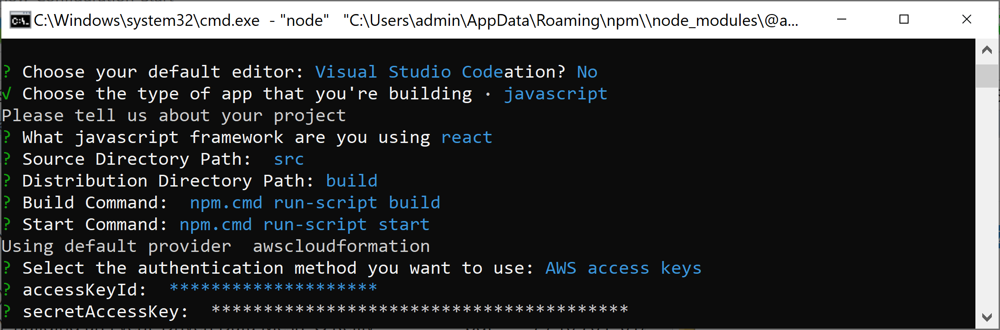 C:\Windows\system32\cmd.exe - "node" "C:\Users\admin\AppData\Roaming\npm\\node_modules\@a...
? Choose your default editor: Visual Studio Codeation? No
√ Choose the type of app that you're building · javascript
Please tell us about your project
? What javascript framework are you using react
? Source Directory Path:  src
? Distribution Directory Path: build
? Build Command:  npm.cmd run-script build
? Start Command: npm.cmd run-script start
Using default provider  awscloudformation
? Select the authentication method you want to use: AWS access keys
? accessKeyId:  ********************
? secretAccessKey:  ****************************************